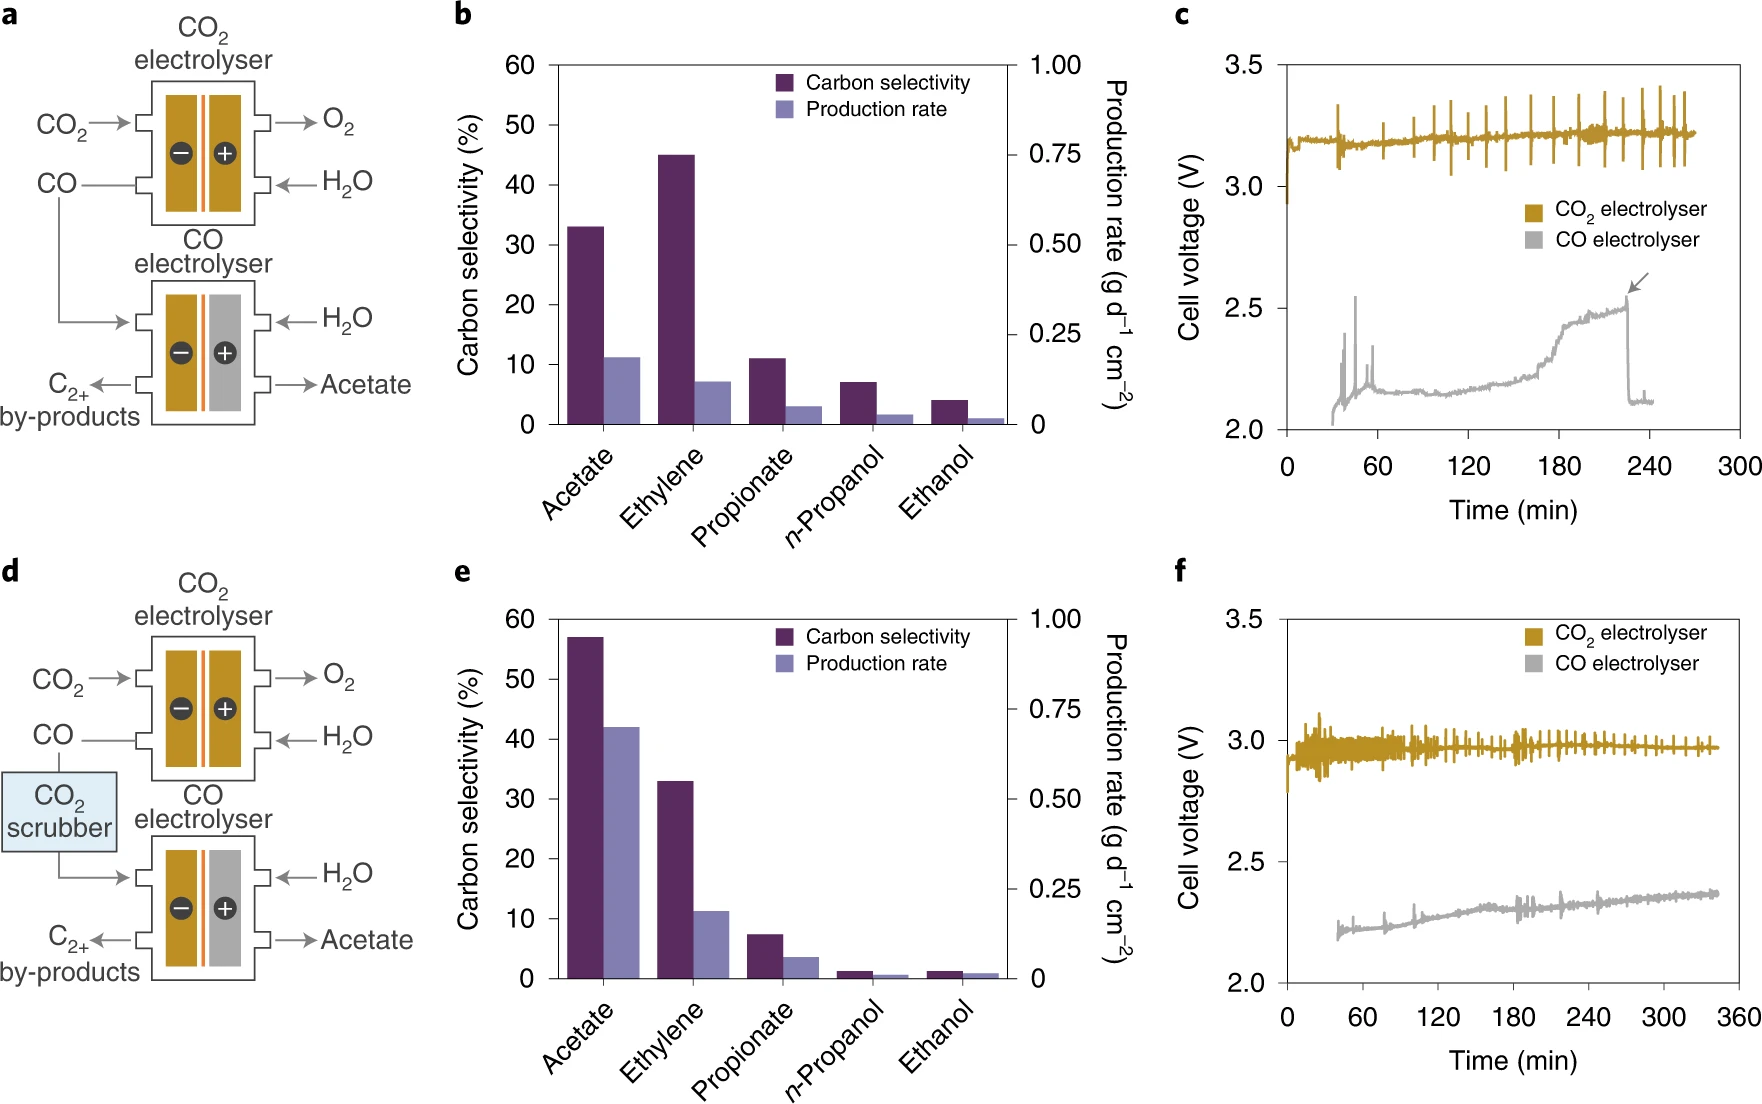 a
CO2
electrolyser
CO2
O2
CO
H2O
CO
electrolyser
H2O
C2+
by-products
Acetate
b
60
50
40
30
20
10
0
Carbon selectivity (%)
Carbon selectivity
Production rate
1.00
0.75
0.50
0.25
0
Production rate (g d−1 cm−2)
Acetate
Ethylene
Propionate
n-Propanol
Ethanol
c
3.5
3.0
2.5
2.0
Cell voltage (V)
CO2 electrolyser
CO electrolyser
0
60
120
180
240
300
Time (min)
d
CO2
electrolyser
CO2
O2
CO
H2O
CO2
scrubber
CO
electrolyser
H2O
C2+
by-products
Acetate
e
60
50
40
30
20
10
0
Carbon selectivity (%)
Carbon selectivity
Production rate
1.00
0.75
0.50
0.25
0
Production rate (g d−1 cm−2)
Acetate
Ethylene
Propionate
n-Propanol
Ethanol
f
3.5
3.0
2.5
2.0
Cell voltage (V)
CO2 electrolyser
CO electrolyser
0
60
120
180
240
300
360
Time (min)